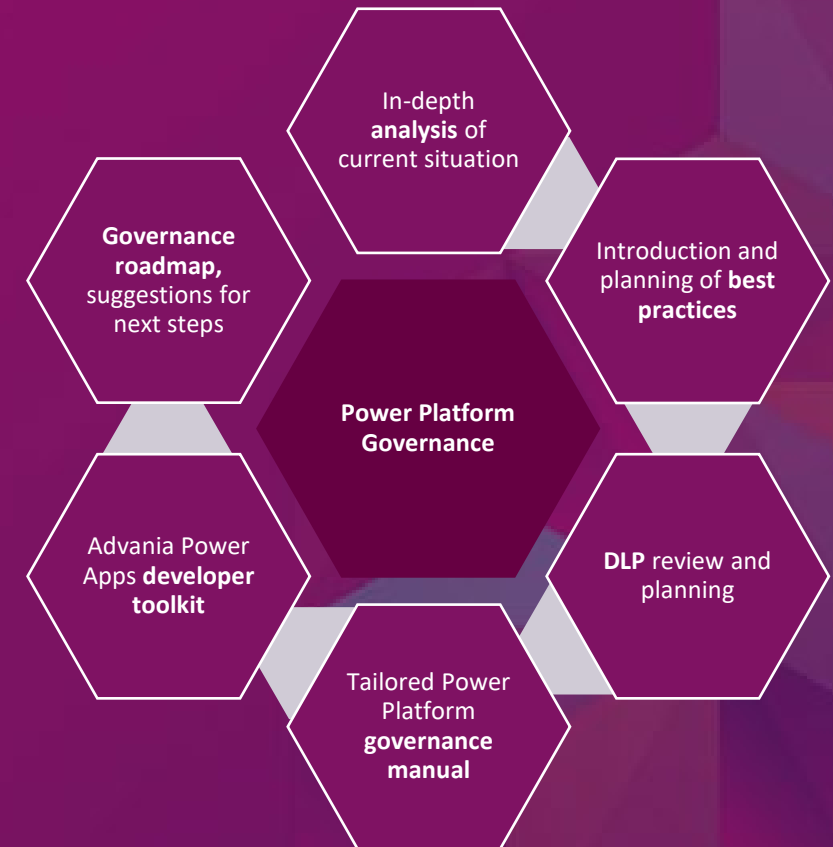 In-depth
analysis of
current situation
Introduction and
planning of best
practices
DLP review and
planning
Tailored Power
Platform
governance
manual
Advania Power
Apps developer
toolkit
Governance
roadmap,
suggestions for
next steps
Power Platform
Governance